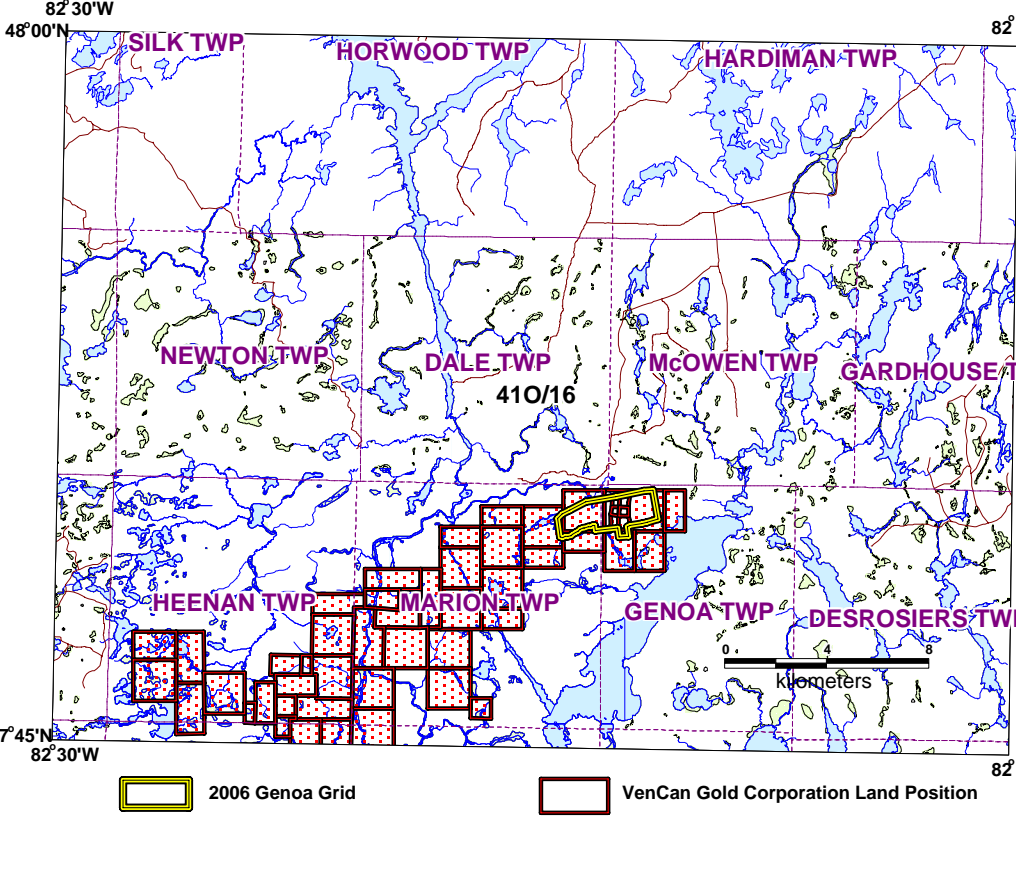 82°30'W
48°00'N
82°
SILK TWP
HORWOOD TWP
HARDIMAN TWP
NEWTON TWP
DALE TWP
McOWEN TWP
GARDHOUSE T
41O/16
HEENAN TWP
MARION TWP
GENOA TWP
DESROSIERS TW
0 4 8
kilometers
7°45'N
82°30'W
82°
2006 Genoa Grid
VenCan Gold Corporation Land Position